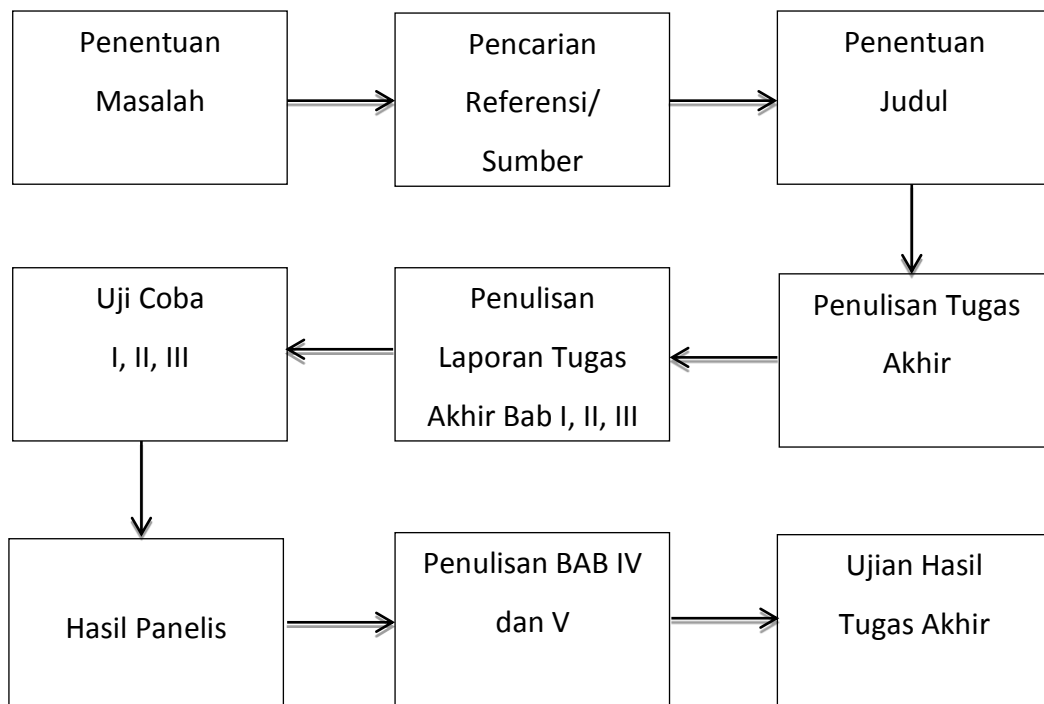 Penentuan
Masalah
Pencarian
Referensi/
Sumber
Penentuan
Judul
Penulisan Tugas
Akhir
Penulisan
Laporan Tugas
Akhir Bab I, II, III
Uji Coba
I, II, III
Hasil Panelis
Penulisan BAB IV
dan V
Ujian Hasil
Tugas Akhir